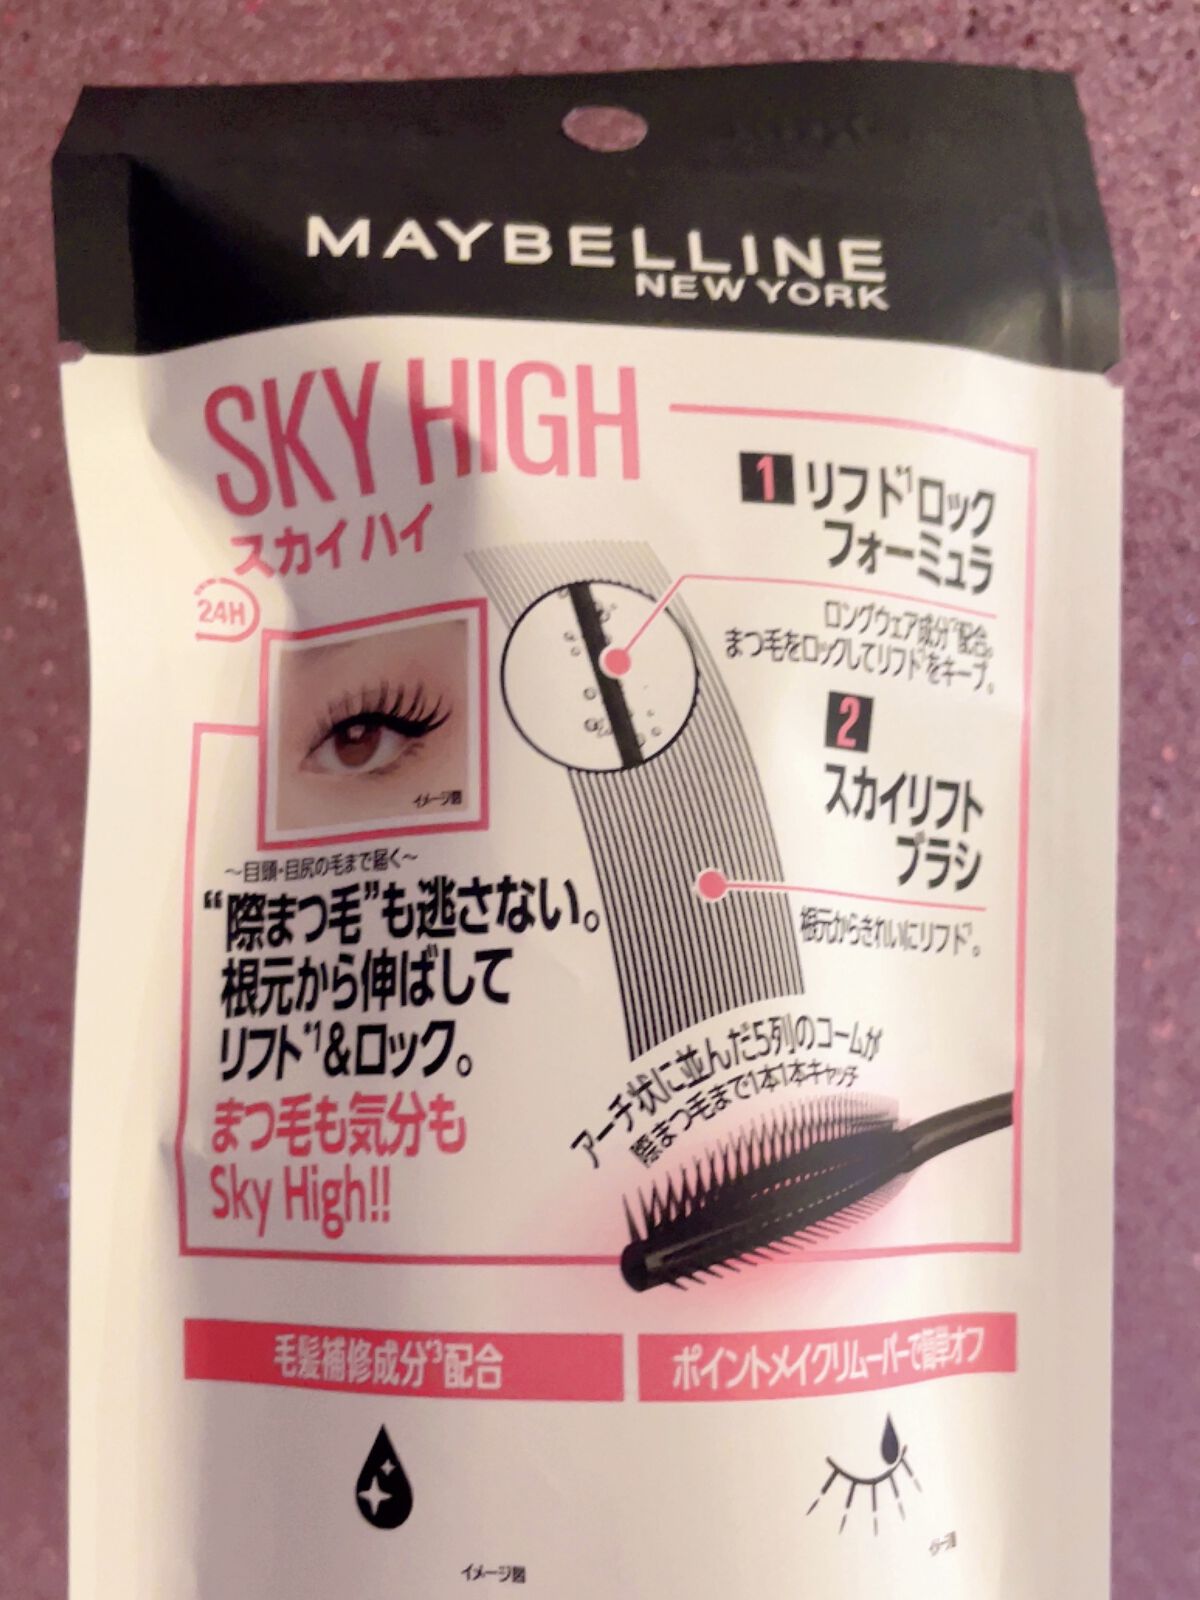 MAYBELLINE
NEW YORK
SKY HIGH
スカイハイ
24H
イメージ図
～目頭・目尻の毛まで届く～
“際まつ毛”も逃さない。
根元から伸ばして
リフト*1&ロック。
まつ毛も気分も
Sky High!!
1 リフト*1ロック
フォーミュラ
ロングウェア成分*2配合。
まつ毛をロックしてリフト*1をキープ。
2
スカイリフト
ブラシ
根元からきれいにリフト*1。
アーチ状に並んだ5列のコームが
際まつ毛まで1本1本キャッチ
毛髪補修成分*3配合
ポイントメイクリムーバーで簡単オフ
イメージ図
イメージ図